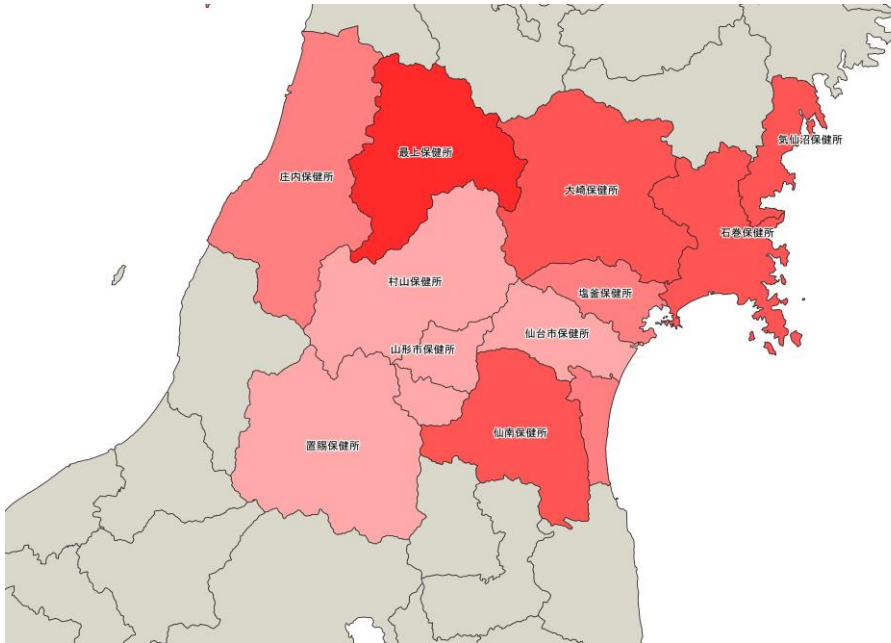 気仙沼保健所
最上保健所
庄内保健所
大崎保健所
石巻保健所
村山保健所
塩釜保健所
仙台市保健所
山形市保健所
仙南保健所
置賜保健所